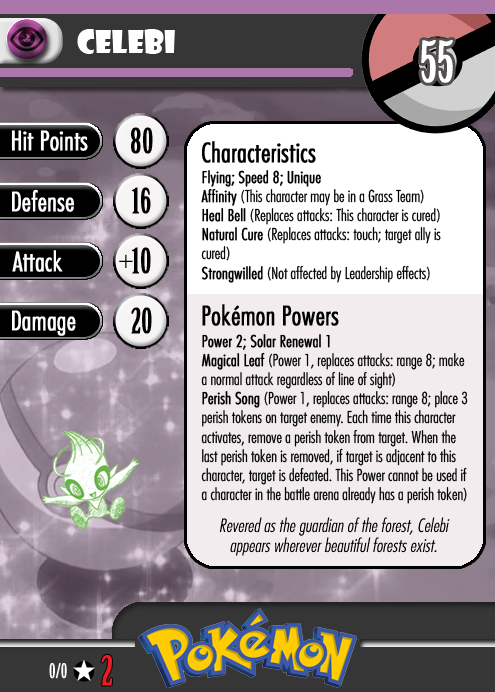 CELEBI
55
Hit Points 80
Defense 16
Attack +10
Damage 20
Characteristics
Flying; Speed 8; Unique
Affinity (This character may be in a Grass Team)
Heal Bell (Replaces attacks: This character is cured)
Natural Cure (Replaces attacks: touch; target ally is
cured)
Strongwilled (Not affected by Leadership effects)
Pokémon Powers
Power 2; Solar Renewal 1
Magical Leaf (Power 1, replaces attacks: range 8; make
a normal attack regardless of line of sight)
Perish Song (Power 1, replaces attacks: range 8; place 3
perish tokens on target enemy. Each time this character
activates, remove a perish token from target. When the
last perish token is removed, if target is adjacent to this
character, target is defeated. This Power cannot be used if
a character in the battle arena already has a perish token)
Revered as the guardian of the forest, Celebi
appears wherever beautiful forests exist.
0/0 ★ 2
POKéMON